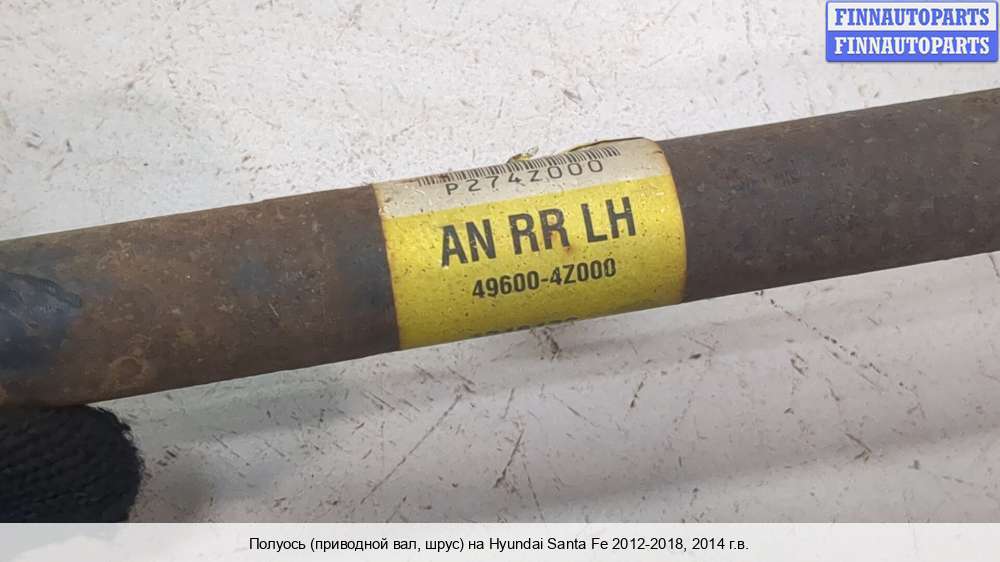 FINNAUTOPARTS
FINNAUTOPARTS
P274Z000
AN RR LH
49600-4Z000
Полуось (приводной вал, шрус) на Hyundai Santa Fe 2012-2018, 2014 г.в.